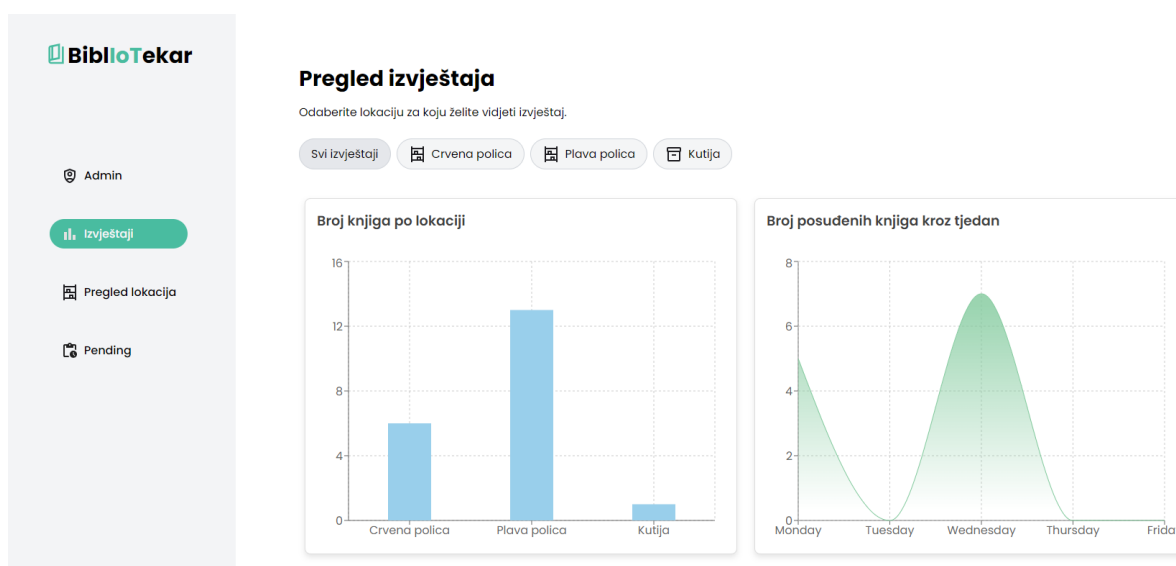 BiblIoTekar
Admin
Izvještaji
Pregled lokacija
Pending
Pregled izvještaja
Odaberite lokaciju za koju želite vidjeti izvještaj.
Svi izvještaji
Crvena polica
Plava polica
Kutija
Broj knjiga po lokaciji
16
12
8
4
0
Crvena polica
Plava polica
Kutija
Broj posuđenih knjiga kroz tjedan
8
6
4
2
0
Monday
Tuesday
Wednesday
Thursday
Frida